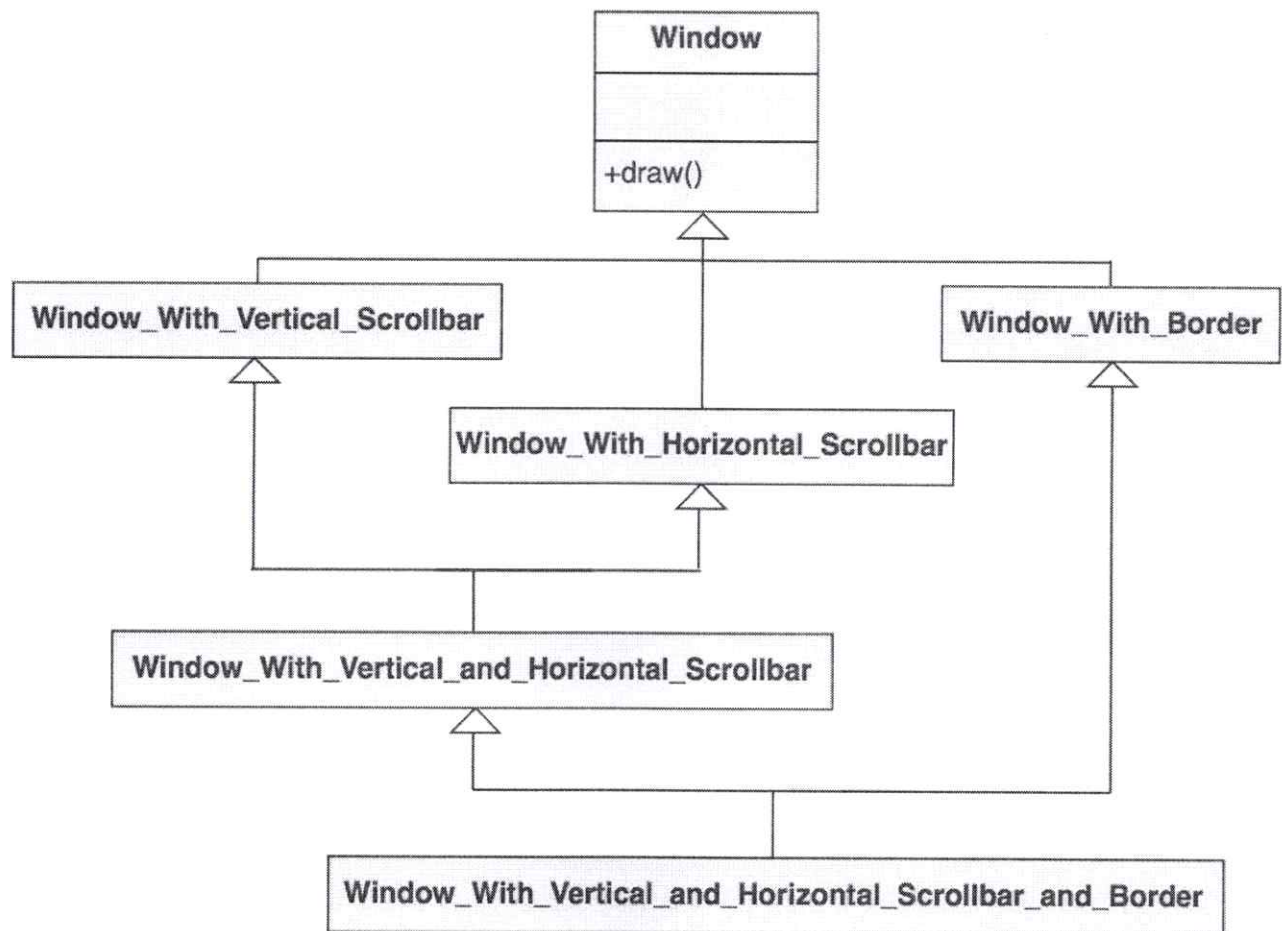 Window
+draw()
Window_With_Vertical_Scrollbar
Window_With_Border
Window_With_Horizontal_Scrollbar
Window_With_Vertical_and_Horizontal_Scrollbar
Window_With_Vertical_and_Horizontal_Scrollbar_and_Border